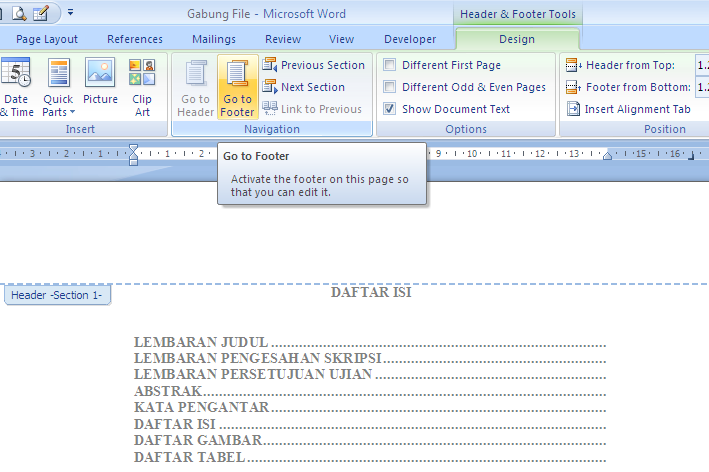 Gabung File - Microsoft Word
Header & Footer Tools
Page Layout References Mailings Review View Developer Design
Date & Time
Quick Parts
Picture
Clip Art
Insert
Go to Header
Go to Footer
Previous Section
Next Section
Link to Previous
Navigation
Different First Page
Different Odd & Even Pages
Show Document Text
Options
Header from Top: 1.2
Footer from Bottom: 1.2
Insert Alignment Tab
Position
3 2 1 1 2 3 9 10 11 12 13 15 16
Go to Footer
Activate the footer on this page so
that you can edit it.
Header -Section 1-
DAFTAR ISI
LEMBARAN JUDUL
LEMBARAN PENGESAHAN SKRIPSI
LEMBARAN PERSETUJUAN UJIAN
ABSTRAK
KATA PENGANTAR
DAFTAR ISI
DAFTAR GAMBAR
DAFTAR TABEL